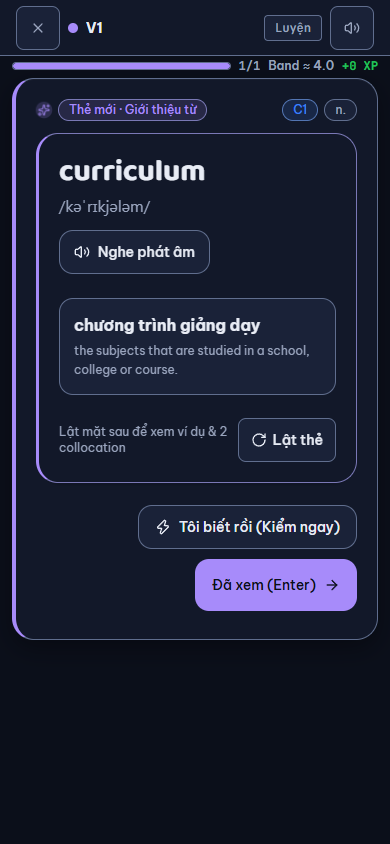 V1
Luyện
1/1 Band ≈ 4.0 +0 XP
Thẻ mới · Giới thiệu từ
C1
n.
curriculum
/kəˈrɪkjələm/
Nghe phát âm
chương trình giảng dạy
the subjects that are studied in a school,
college or course.
Lật mặt sau để xem ví dụ & 2
collocation
Lật thẻ
Tôi biết rồi (Kiểm ngay)
Đã xem (Enter) →